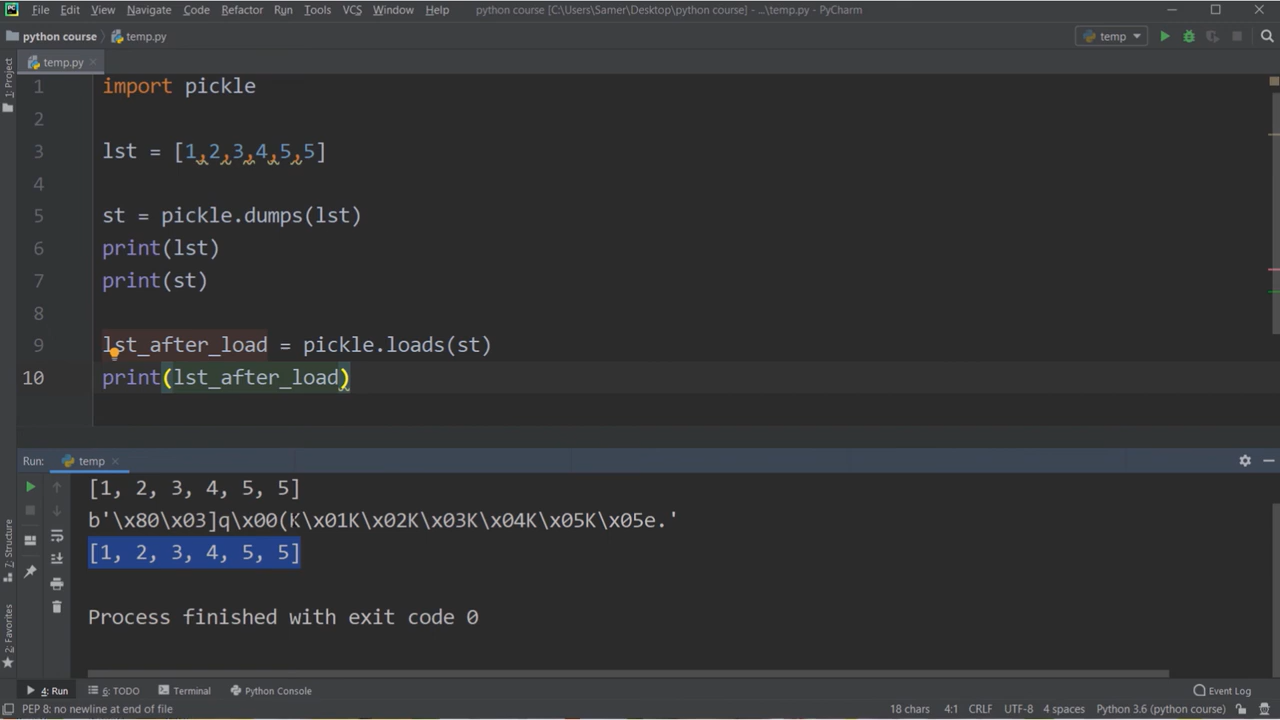 PC File Edit View Navigate Code Refactor Run Tools VCS Window Help python course [C:\Users\Samer\Desktop\python course] - ...\temp.py - PyCharm
python course temp.py temp
temp.py
1: Project
1 import pickle
2
3 lst = [1,2,3,4,5,5]
4
5 st = pickle.dumps(lst)
6 print(lst)
7 print(st)
8
9 lst_after_load = pickle.loads(st)
10 print(lst_after_load)
Run: temp
[1, 2, 3, 4, 5, 5]
b'\x80\x03]q\x00(K\x01K\x02K\x03K\x04K\x05K\x05e.'
[1, 2, 3, 4, 5, 5]
Process finished with exit code 0
7: Structure
2: Favorites
4: Run 6: TODO Terminal Python Console Event Log
PEP 8: no newline at end of file 18 chars 4:1 CRLF UTF-8 4 spaces Python 3.6 (python course)